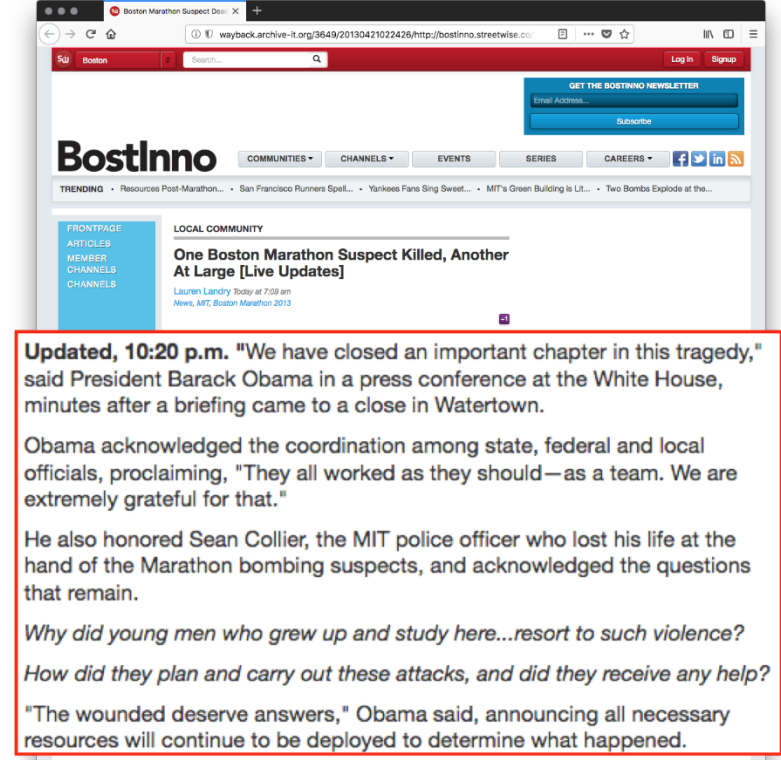 Boston Marathon Suspect Dead
wayback.archive-it.org/3649/20130421022426/http://bostinno.streetwise.co/
SW Boston Search... Log In Signup
GET THE BOSTINNO NEWSLETTER
Email Address...
Subscribe
BostInno
COMMUNITIES CHANNELS EVENTS SERIES CAREERS
TRENDING • Resources Post-Marathon... • San Francisco Runners Spell... • Yankees Fans Sing Sweet... • MIT's Green Building is Lit... • Two Bombs Explode at the...
FRONTPAGE
ARTICLES
MEMBER
CHANNELS
CHANNELS
LOCAL COMMUNITY
One Boston Marathon Suspect Killed, Another
At Large [Live Updates]
Lauren Landry Today at 7:09 am
News, MIT, Boston Marathon 2013
-1
Updated, 10:20 p.m. "We have closed an important chapter in this tragedy,"
said President Barack Obama in a press conference at the White House,
minutes after a briefing came to a close in Watertown.
Obama acknowledged the coordination among state, federal and local
officials, proclaiming, "They all worked as they should—as a team. We are
extremely grateful for that."
He also honored Sean Collier, the MIT police officer who lost his life at the
hand of the Marathon bombing suspects, and acknowledged the questions
that remain.
Why did young men who grew up and study here...resort to such violence?
How did they plan and carry out these attacks, and did they receive any help?
"The wounded deserve answers," Obama said, announcing all necessary
resources will continue to be deployed to determine what happened.